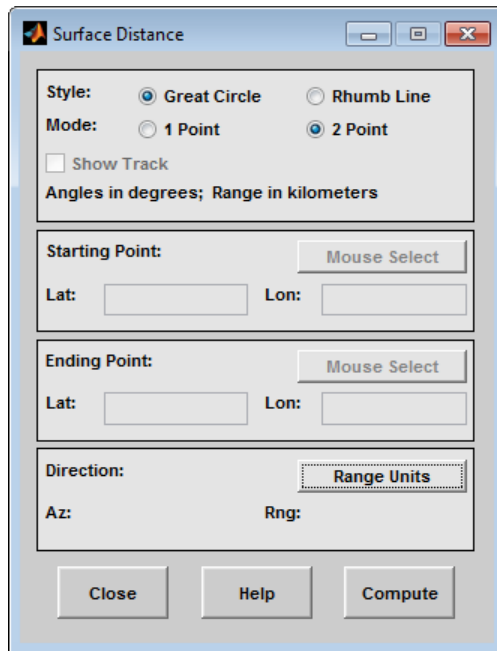 Surface Distance
Style: Great Circle Rhumb Line
Mode: 1 Point 2 Point
Show Track
Angles in degrees; Range in kilometers
Starting Point: Mouse Select
Lat: Lon:
Ending Point: Mouse Select
Lat: Lon:
Direction: Range Units
Az: Rng:
Close Help Compute